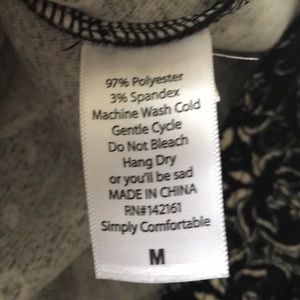 97% Polyester
3% Spandex
Machine Wash Cold
Gentle Cycle
Do Not Bleach
Hang Dry
or you'll be sad
MADE IN CHINA
RN#142161
Simply Comfortable
M